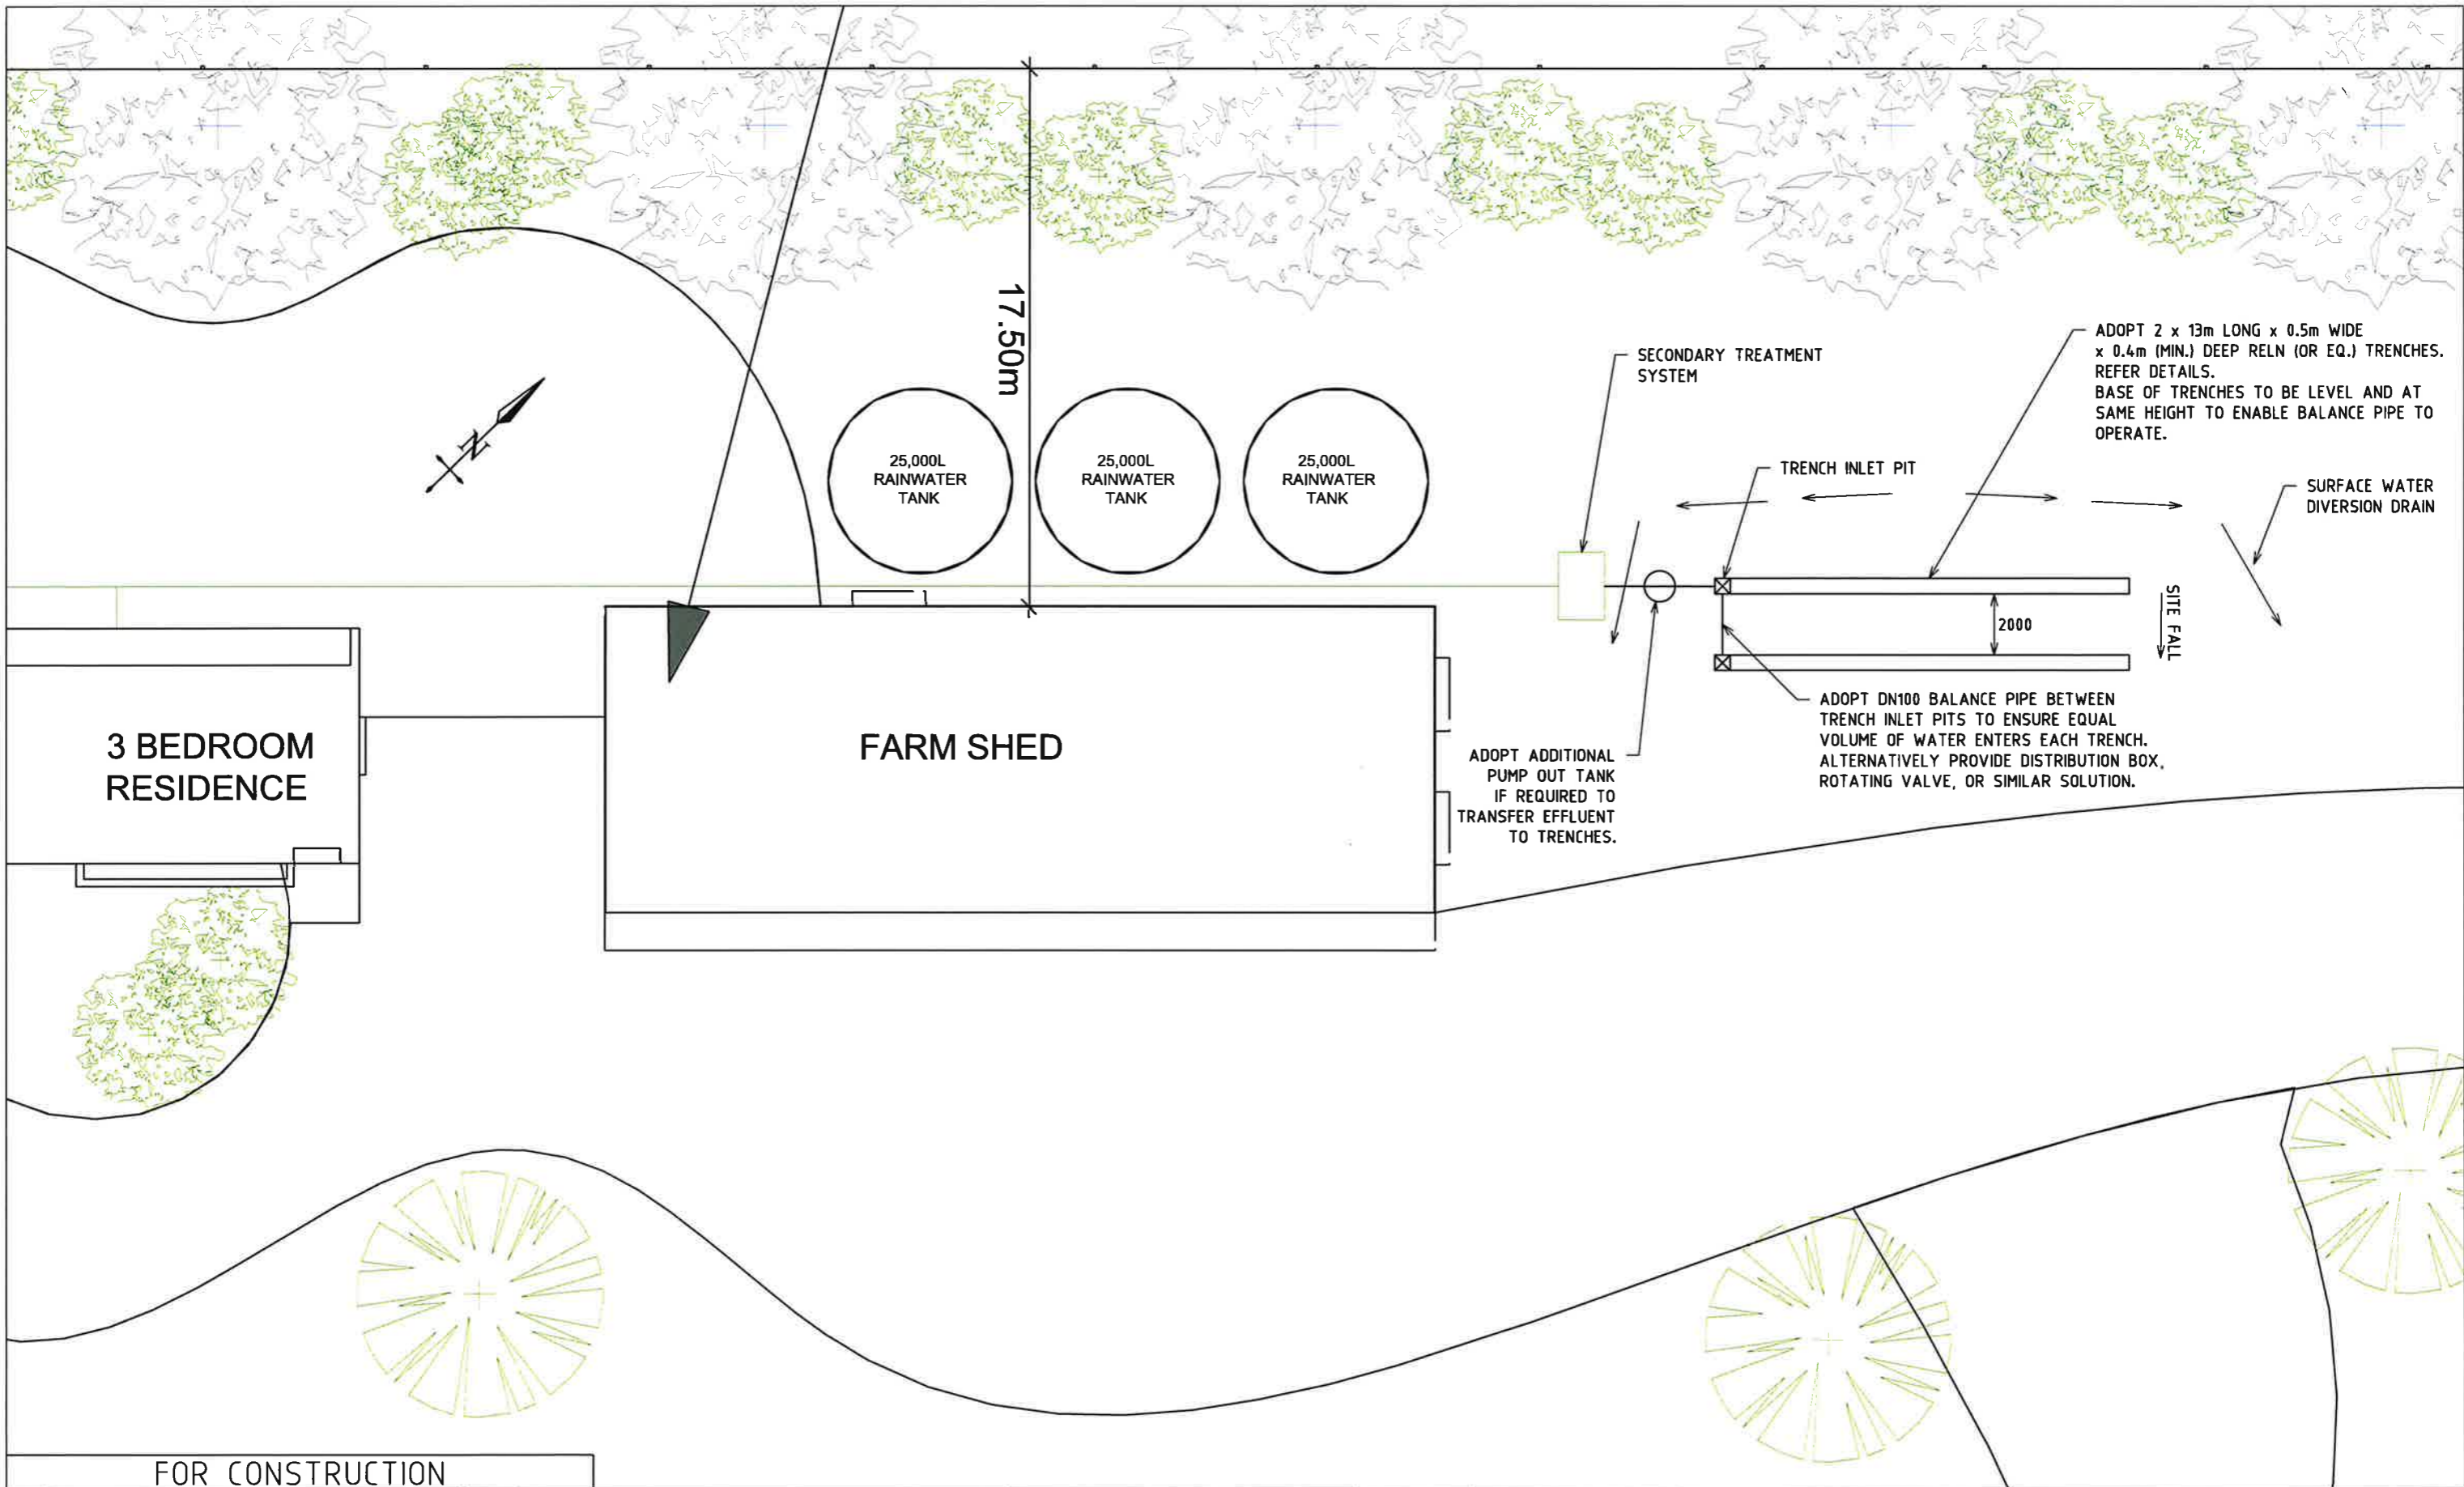 17.50m
N
25,000L
RAINWATER
TANK
25,000L
RAINWATER
TANK
25,000L
RAINWATER
TANK
SECONDARY TREATMENT
SYSTEM
ADOPT 2 x 13m LONG x 0.5m WIDE
x 0.4m (MIN.) DEEP RELN (OR EQ.) TRENCHES.
REFER DETAILS.
BASE OF TRENCHES TO BE LEVEL AND AT
SAME HEIGHT TO ENABLE BALANCE PIPE TO
OPERATE.
TRENCH INLET PIT
SURFACE WATER
DIVERSION DRAIN
2000
SITE FALL
3 BEDROOM
RESIDENCE
FARM SHED
ADOPT ADDITIONAL
PUMP OUT TANK
IF REQUIRED TO
TRANSFER EFFLUENT
TO TRENCHES.
ADOPT DN100 BALANCE PIPE BETWEEN
TRENCH INLET PITS TO ENSURE EQUAL
VOLUME OF WATER ENTERS EACH TRENCH.
ALTERNATIVELY PROVIDE DISTRIBUTION BOX,
ROTATING VALVE, OR SIMILAR SOLUTION.
FOR CONSTRUCTION